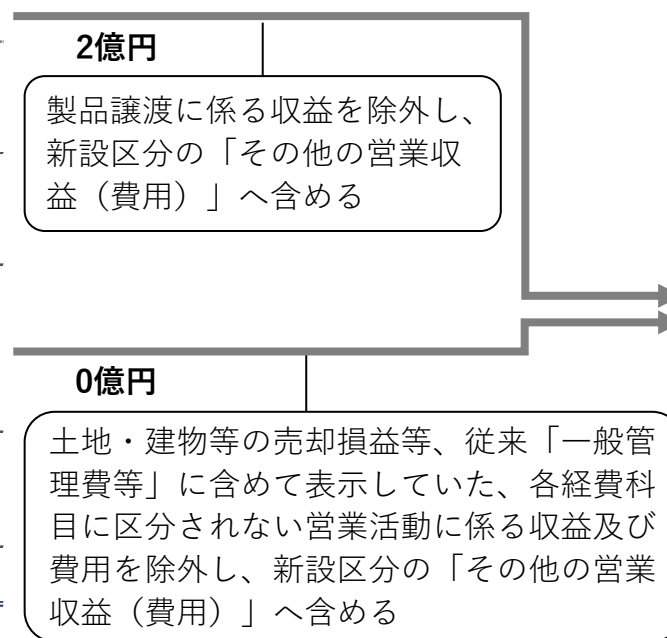 2億円
製品譲渡に係る収益を除外し、
新設区分の「その他の営業収
益（費用）」へ含める
0億円
土地・建物等の売却損益等、従来「一般管
理費等」に含めて表示していた、各経費科
目に区分されない営業活動に係る収益及び
費用を除外し、新設区分の「その他の営業
収益（費用）」へ含める